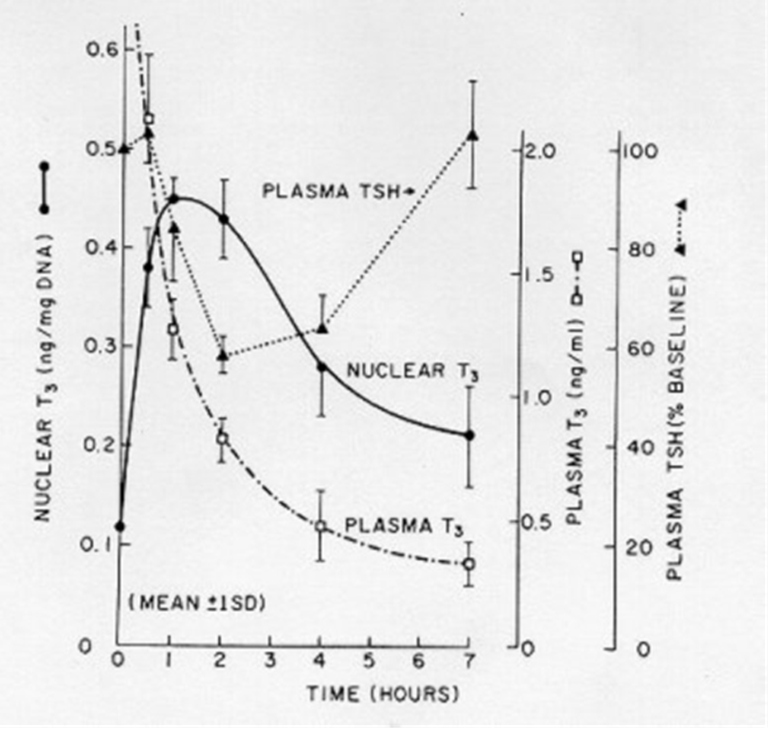 0.6
0.5
0.4
0.3
0.2
0.1
0
NUCLEAR T3 (ng/mg DNA)
PLASMA TSH
NUCLEAR T3
PLASMA T3
(MEAN ±1SD)
0 1 2 3 4 5 6 7
TIME (HOURS)
2.0
1.5
1.0
0.5
0
PLASMA T3 (ng/ml)
100
80
60
40
20
0
PLASMA TSH (% BASELINE)